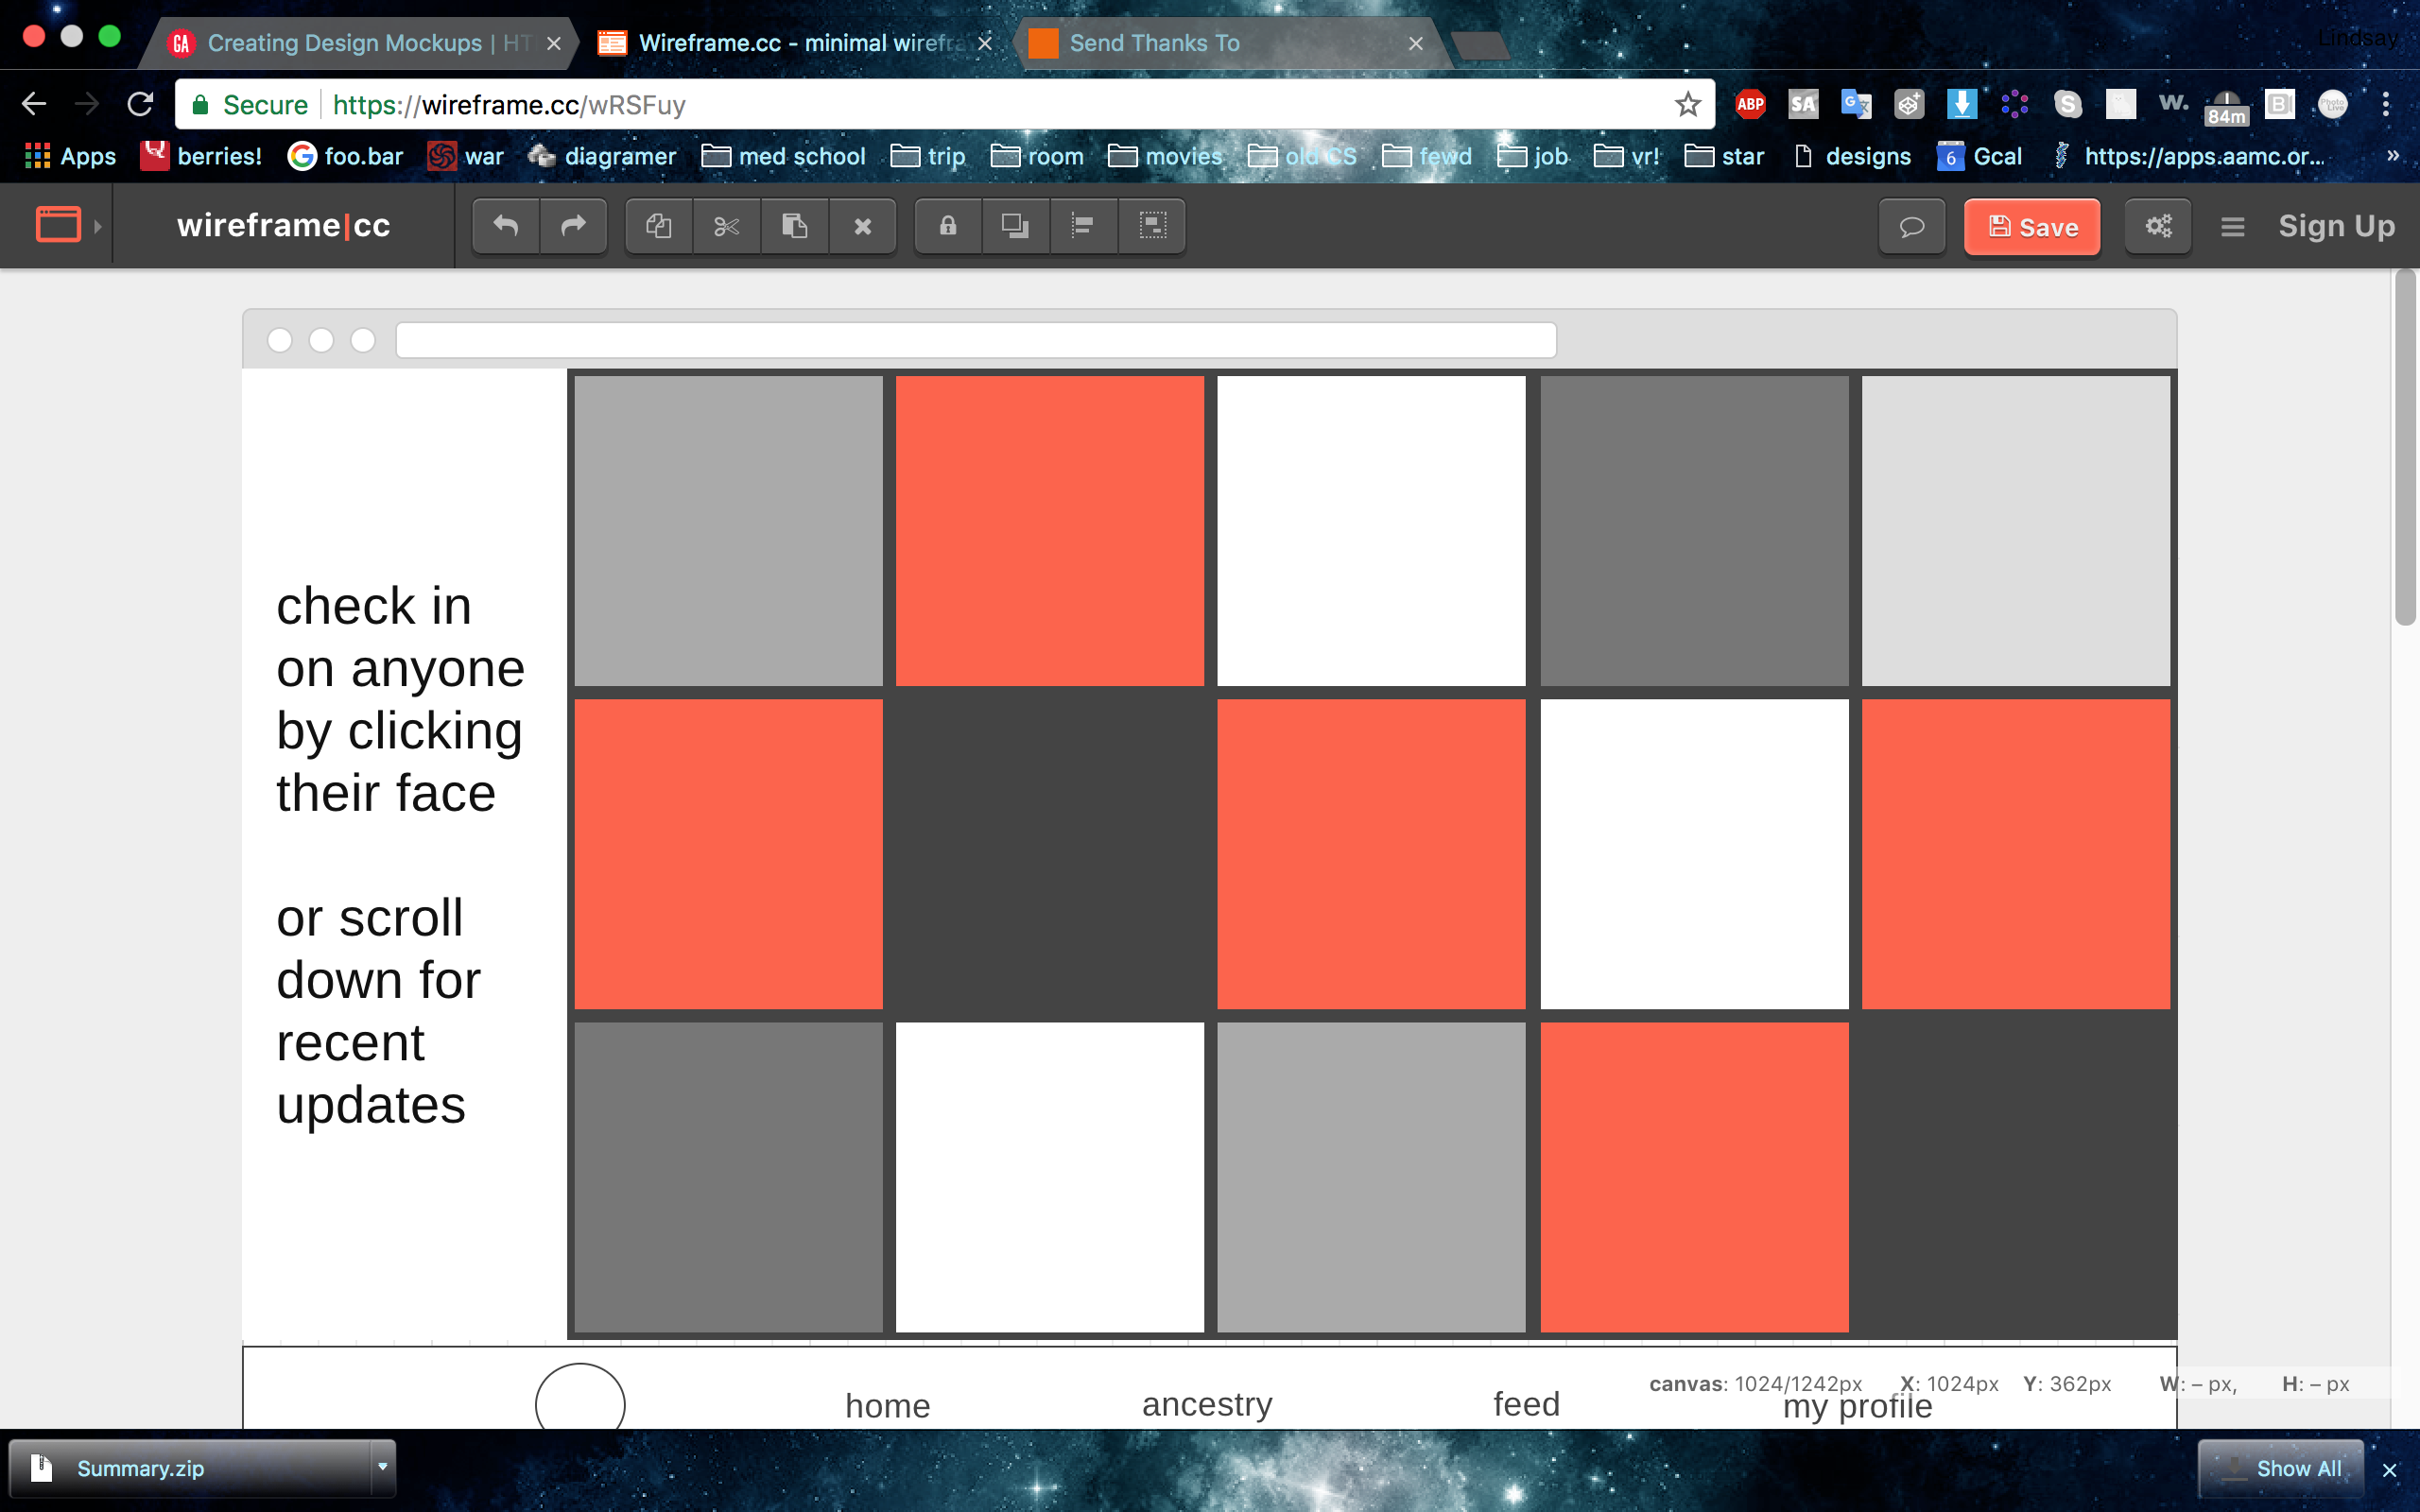 Creating Design Mockups | HT
Wireframe.cc - minimal wirefra
Send Thanks To
Lindsay
Secure https://wireframe.cc/wRSFuy
ABP
SA
W.
84m
B
Apps
berries!
foo.bar
war
diagramer
med school
trip
room
movies
old CS
fewd
job
vr!
star
designs
6
Gcal
https://apps.aamc.or...
»
wireframe|cc
Save
Sign Up
check in
on anyone
by clicking
their face
or scroll
down for
recent
updates
home
ancestry
feed
my profile
canvas: 1024/1242px X: 1024px Y: 362px W: – px, H: – px
Summary.zip
Show All